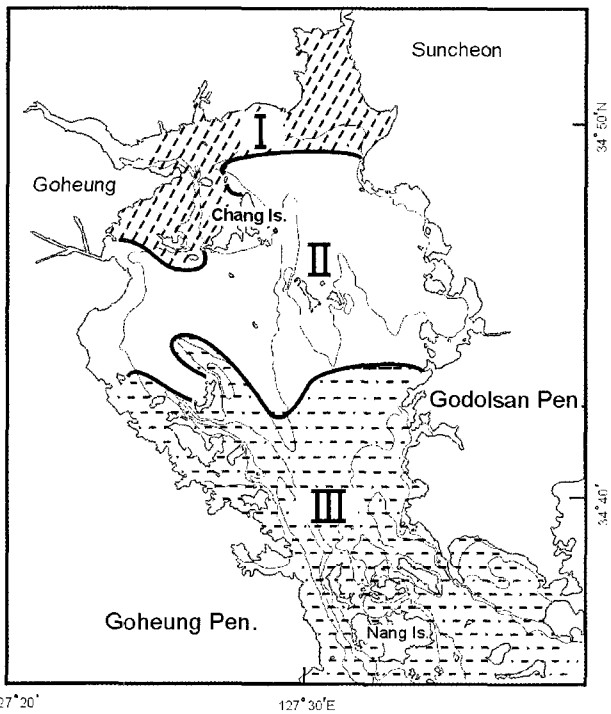 Suncheon
34°50'N
I
Goheung
Chang Is.
II
Godolsan Pen.
34°40'
III
Goheung Pen.
Nang Is.
27°20'
127°30'E